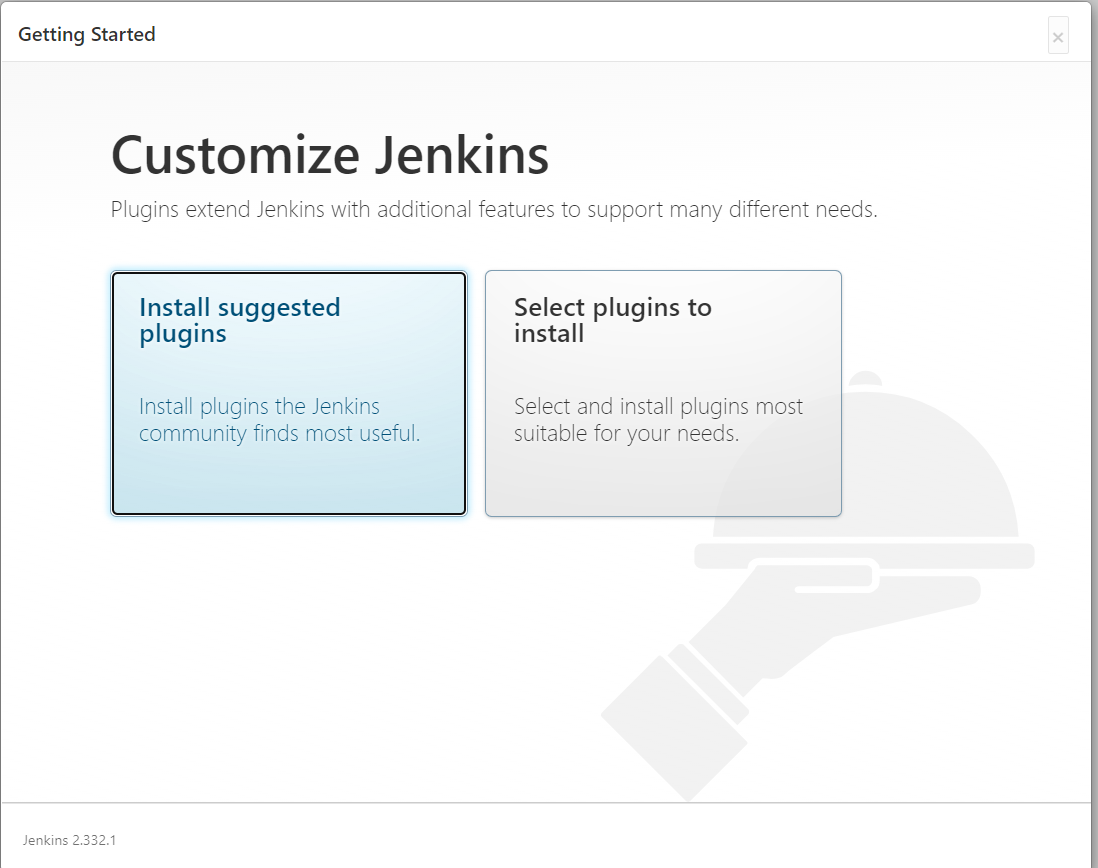 Getting Started
×
Customize Jenkins
Plugins extend Jenkins with additional features to support many different needs.
Install suggested
plugins
Install plugins the Jenkins
community finds most useful.
Select plugins to
install
Select and install plugins most
suitable for your needs.
Jenkins 2.332.1